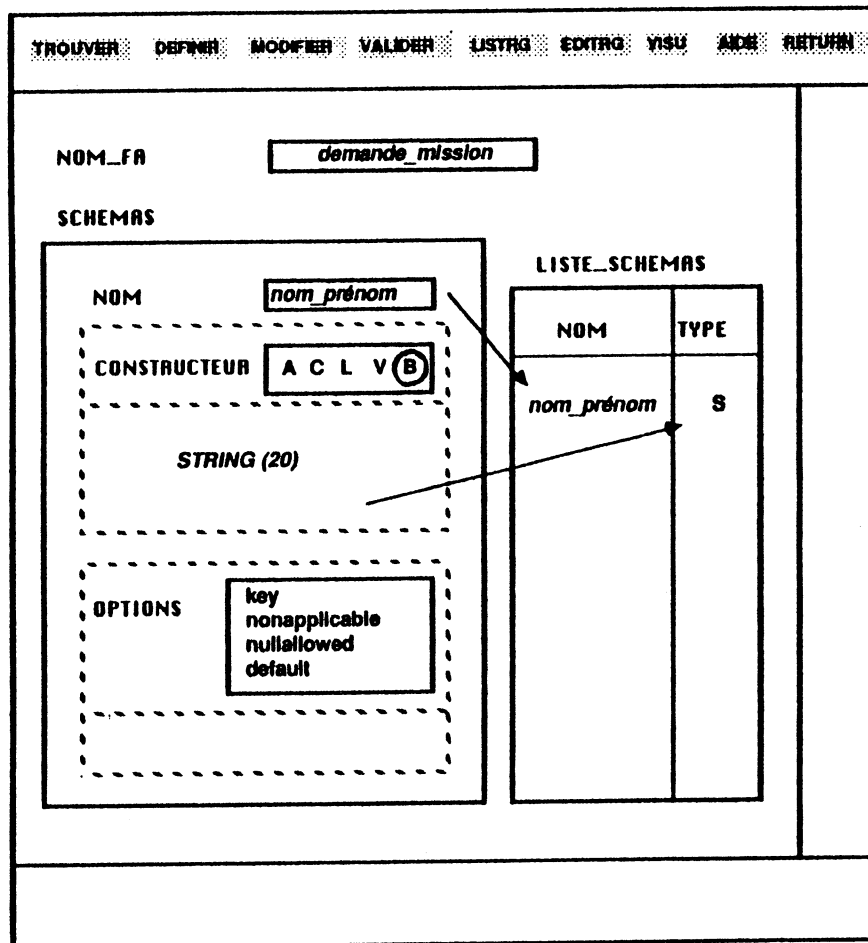 TROUVER DEFINIR MODIFIER VALIDER LISTRG EDITRG VISU AIDE RETURN
NOM_FA demande_mission
SCHEMAS
LISTE_SCHEMAS
NOM nom_prénom
NOM TYPE
CONSTRUCTEUR A C L V B
nom_prénom S
STRING (20)
OPTIONS key
nonapplicable
nullallowed
default